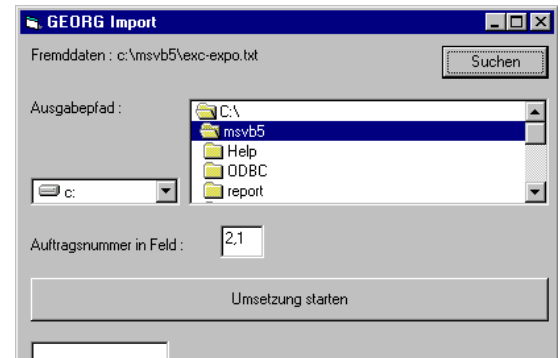 GEORG Import
Fremddaten : c:\msvb5\exc-expo.txt
Suchen
Ausgabepfad :
C:\
msvb5
Help
ODBC
report
c:
Auftragsnummer in Feld :
2,1
Umsetzung starten